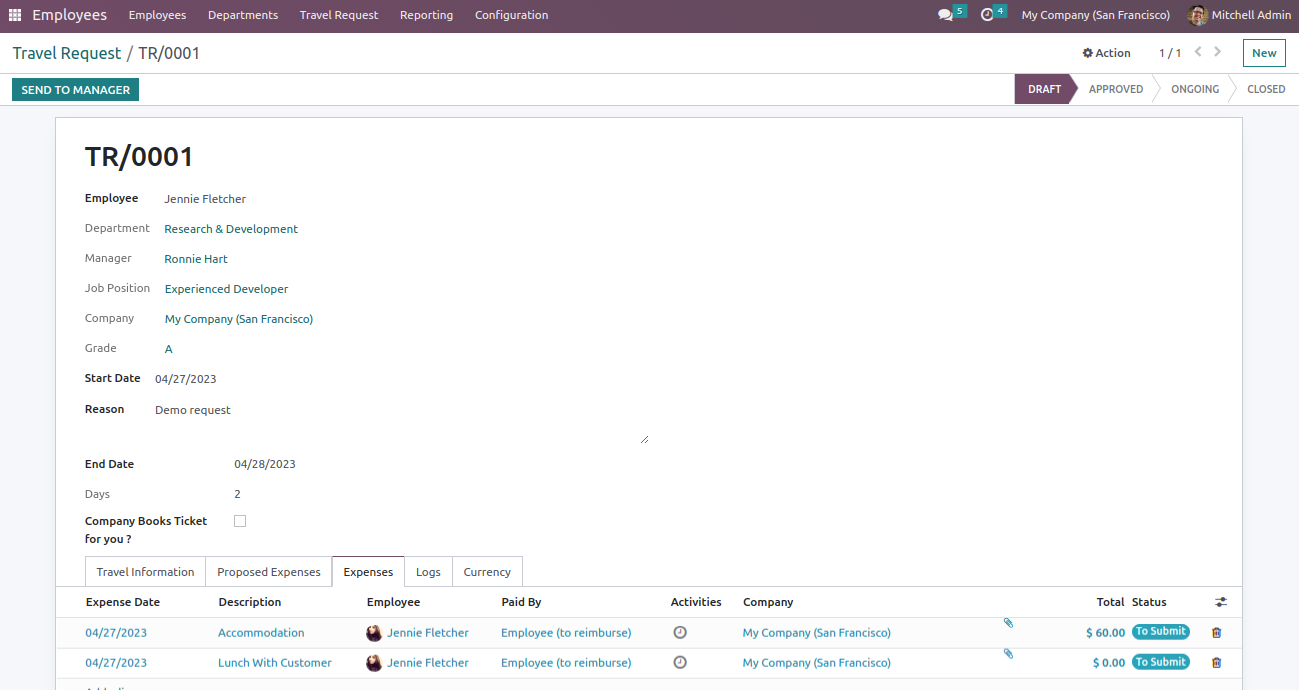 Employees Employees Departments Travel Request Reporting Configuration 5 4 My Company (San Francisco) Mitchell Admin
Travel Request / TR/0001 Action 1 / 1 New
SEND TO MANAGER DRAFT APPROVED ONGOING CLOSED
TR/0001
Employee Jennie Fletcher
Department Research & Development
Manager Ronnie Hart
Job Position Experienced Developer
Company My Company (San Francisco)
Grade A
Start Date 04/27/2023
Reason Demo request
End Date 04/28/2023
Days 2
Company Books Ticket
for you ?
Travel Information Proposed Expenses Expenses Logs Currency
Expense Date Description Employee Paid By Activities Company Total Status
04/27/2023 Accommodation Jennie Fletcher Employee (to reimburse) My Company (San Francisco) $ 60.00 To Submit
04/27/2023 Lunch With Customer Jennie Fletcher Employee (to reimburse) My Company (San Francisco) $ 0.00 To Submit